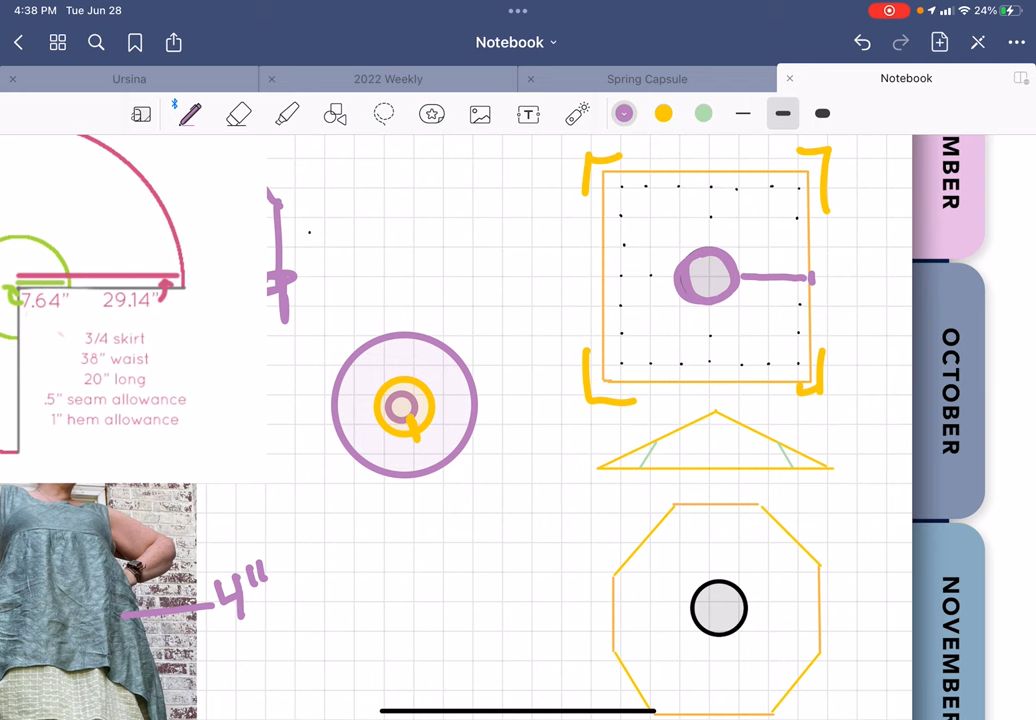 4:38 PM Tue Jun 28
24%
Notebook
Ursina
2022 Weekly
Spring Capsule
Notebook
T
MBER
7.64" 29.14"
3/4 skirt
38" waist
20" long
.5" seam allowance
1" hem allowance
OCTOBER
4"
NOVEMBER